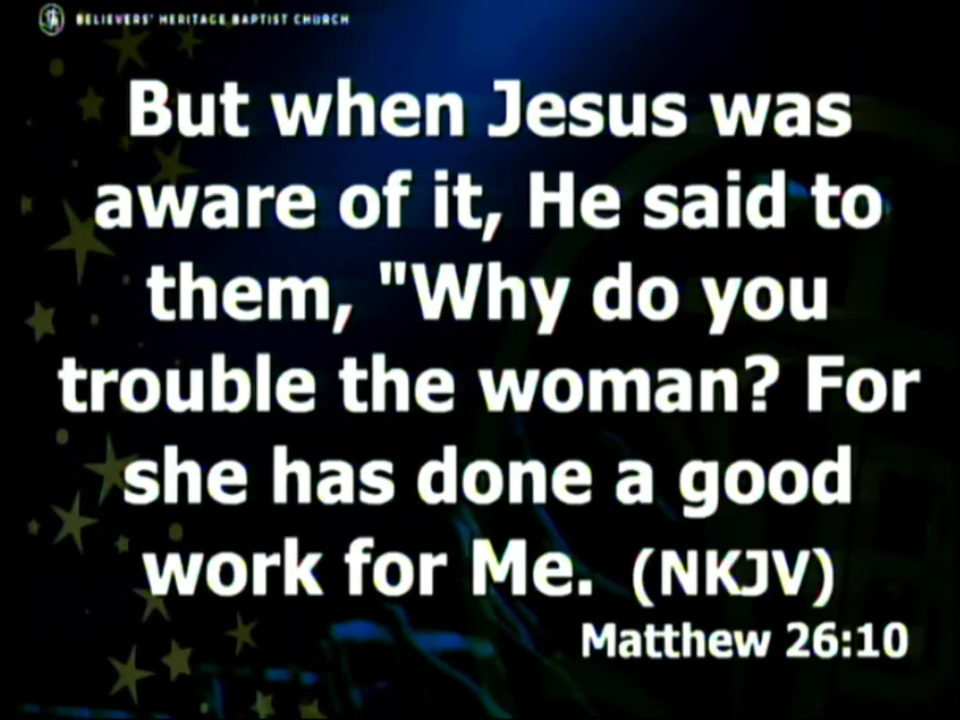 BELIEVERS' HERITAGE BAPTIST CHURCH
But when Jesus was
aware of it, He said to
them, "Why do you
trouble the woman? For
she has done a good
work for Me. (NKJV)
Matthew 26:10